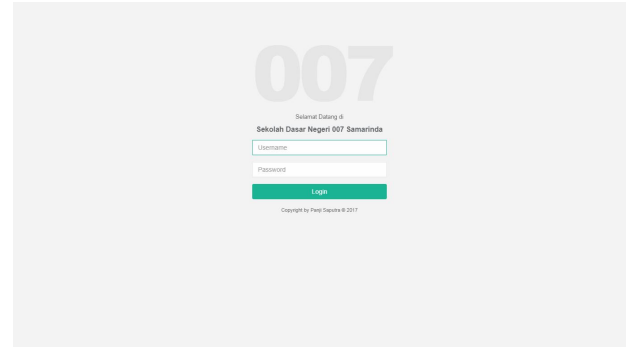 007
Selamat Datang di
Sekolah Dasar Negeri 007 Samarinda
Username
Password
Login
Copyright by Panji Saputra © 2017